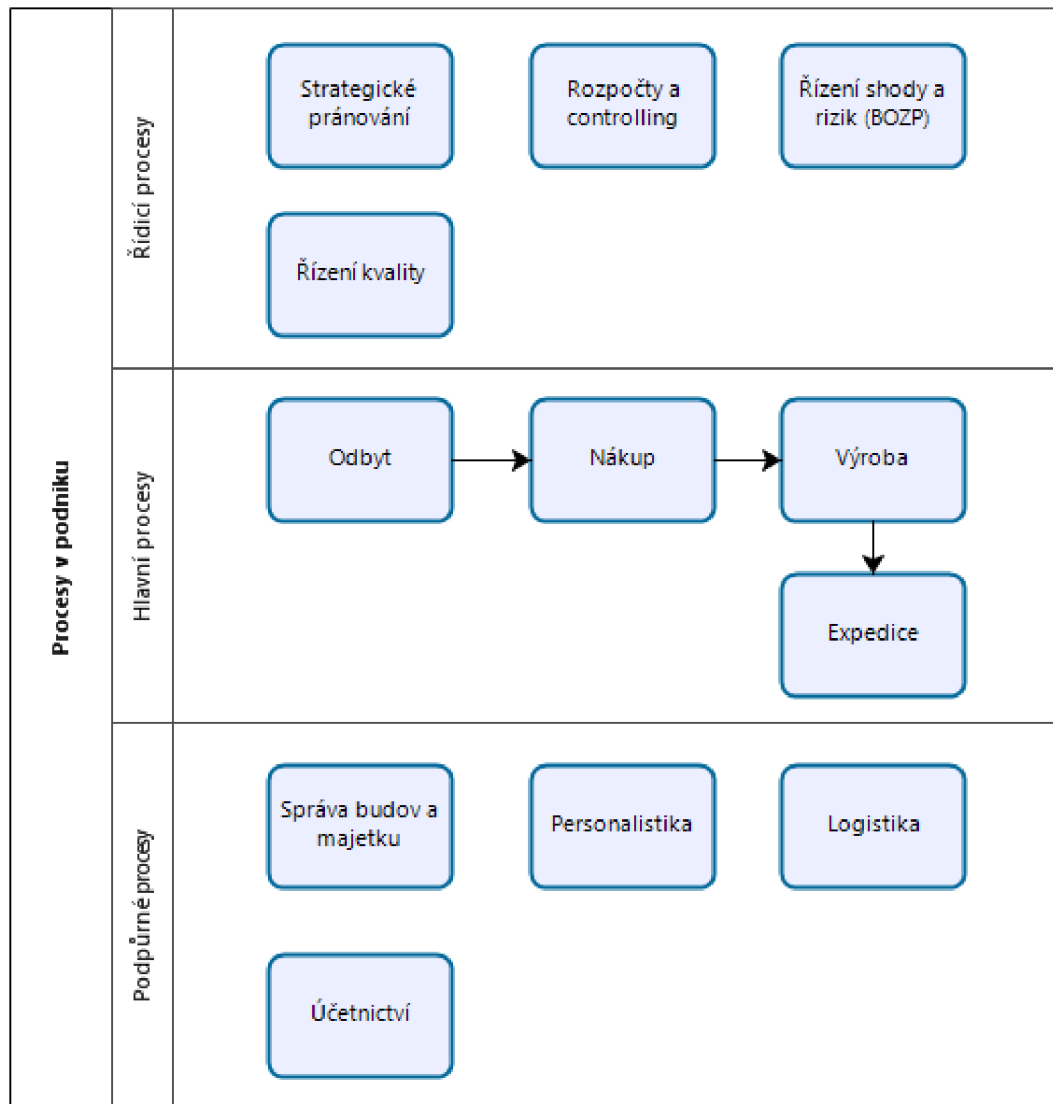 Procesy v podniku
Řídicí procesy
Strategické
pránování
Rozpočty a
controlling
Řízení shody a
rizik (BOZP)
Řízení kvality
Hlavní procesy
Odbyt
Nákup
Výroba
Expedice
Podpůrné procesy
Správa budov a
majetku
Personalistika
Logistika
Účetnictví